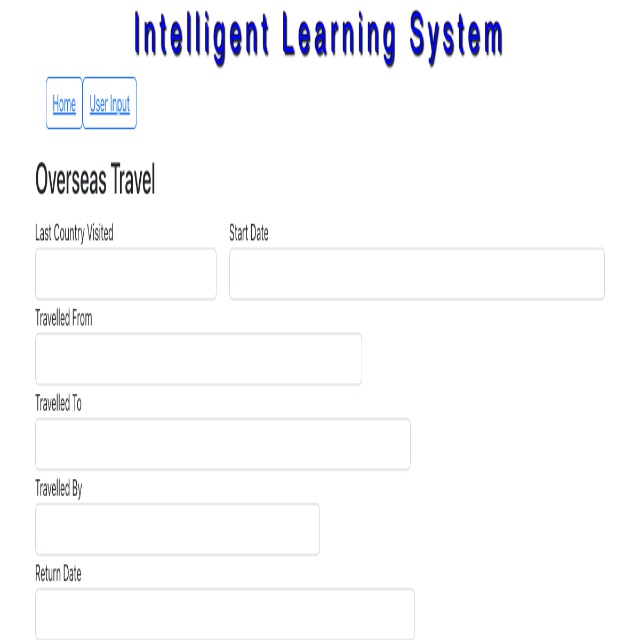 Intelligent Learning System
Home User Input
Overseas Travel
Last Country Visited Start Date
Travelled From
Travelled To
Travelled By
Return Date